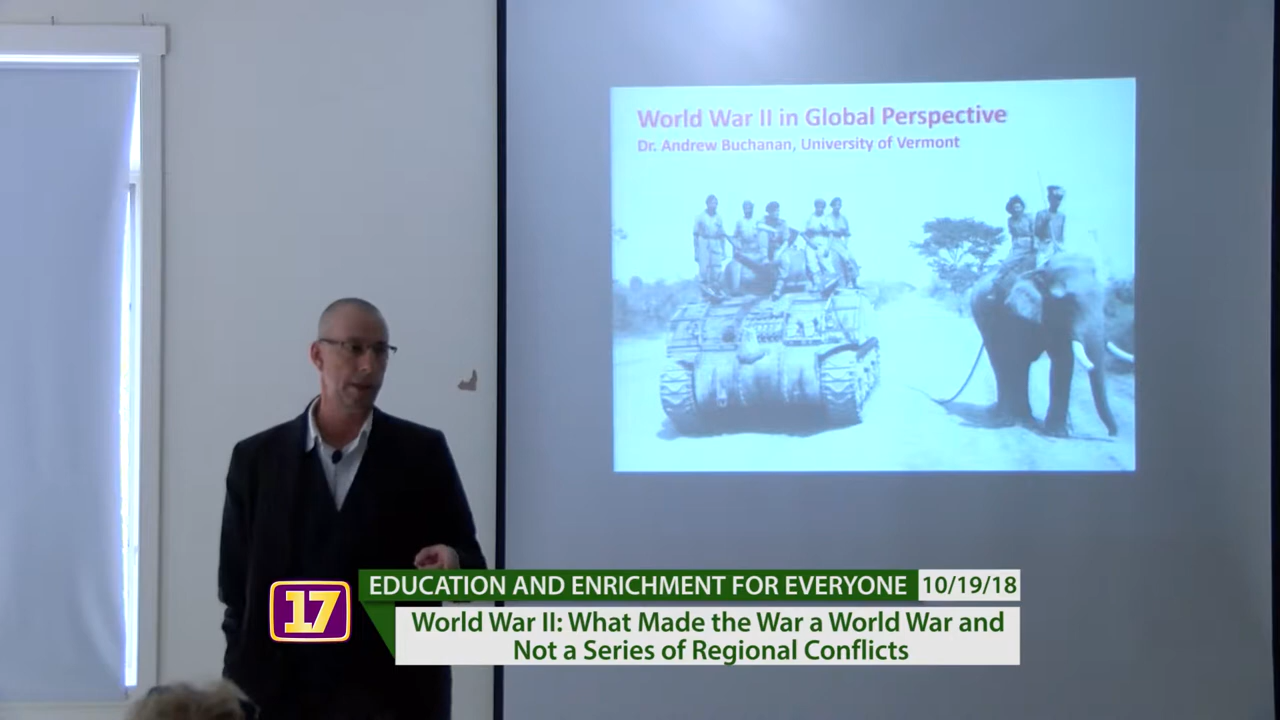 World War II in Global Perspective
Dr. Andrew Buchanan, University of Vermont
17
EDUCATION AND ENRICHMENT FOR EVERYONE 10/19/18
World War II: What Made the War a World War and
Not a Series of Regional Conflicts